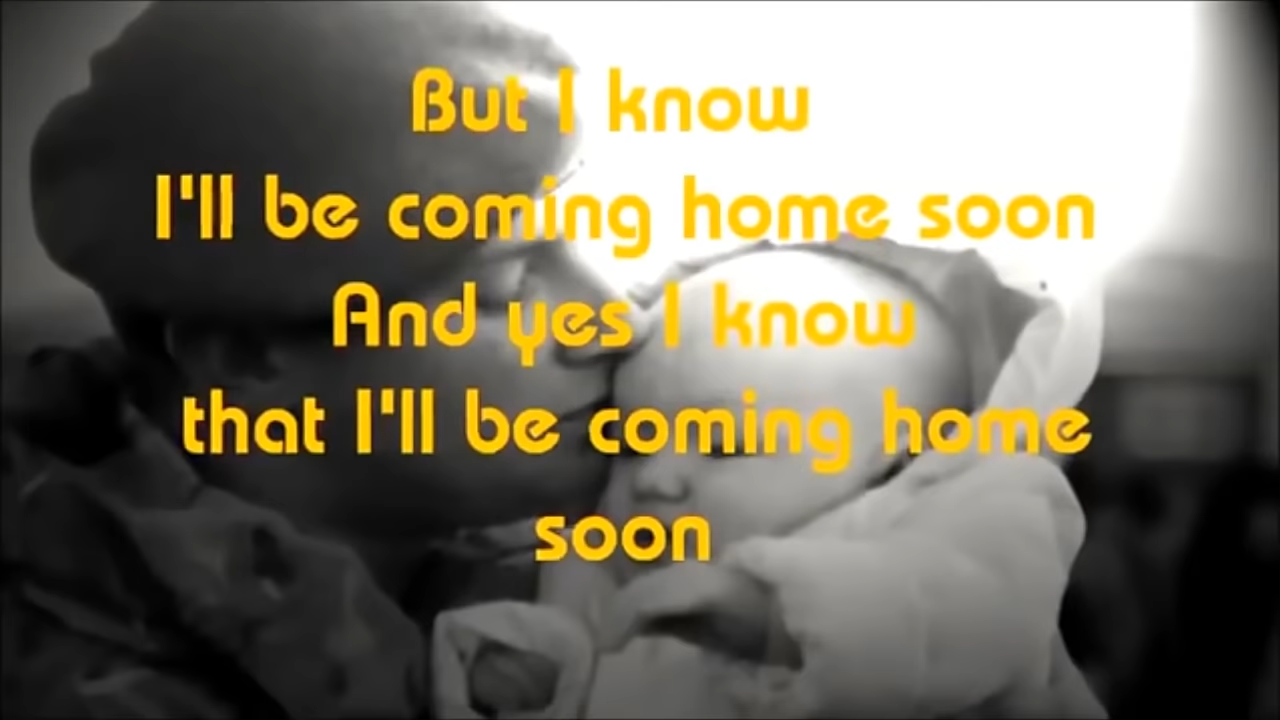 But I know
I'll be coming home soon
And yes I know
that I'll be coming home
soon